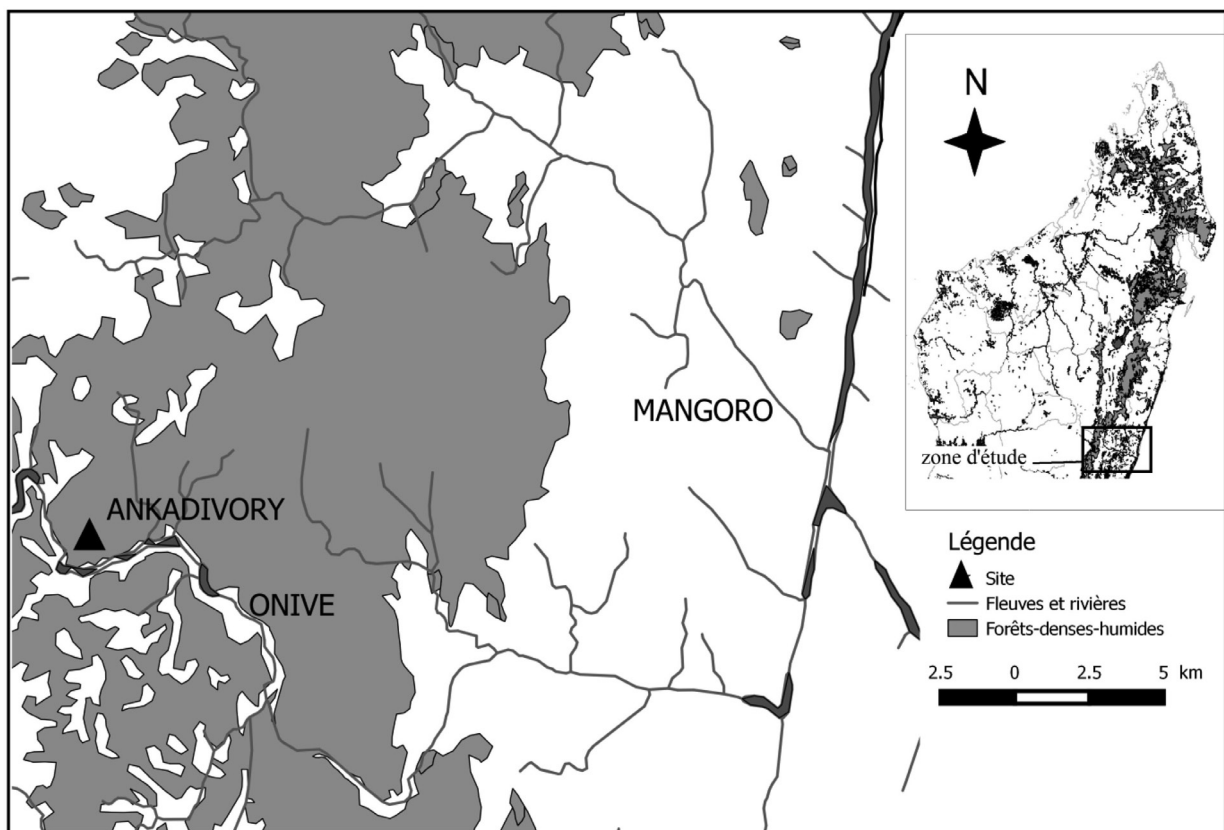 N
MANGORO
zone d'étude
ANKADIVORY
ONIVE
Légende
Site
Fleuves et rivières
Forêts-denses-humides
2.5 0 2.5 5 km